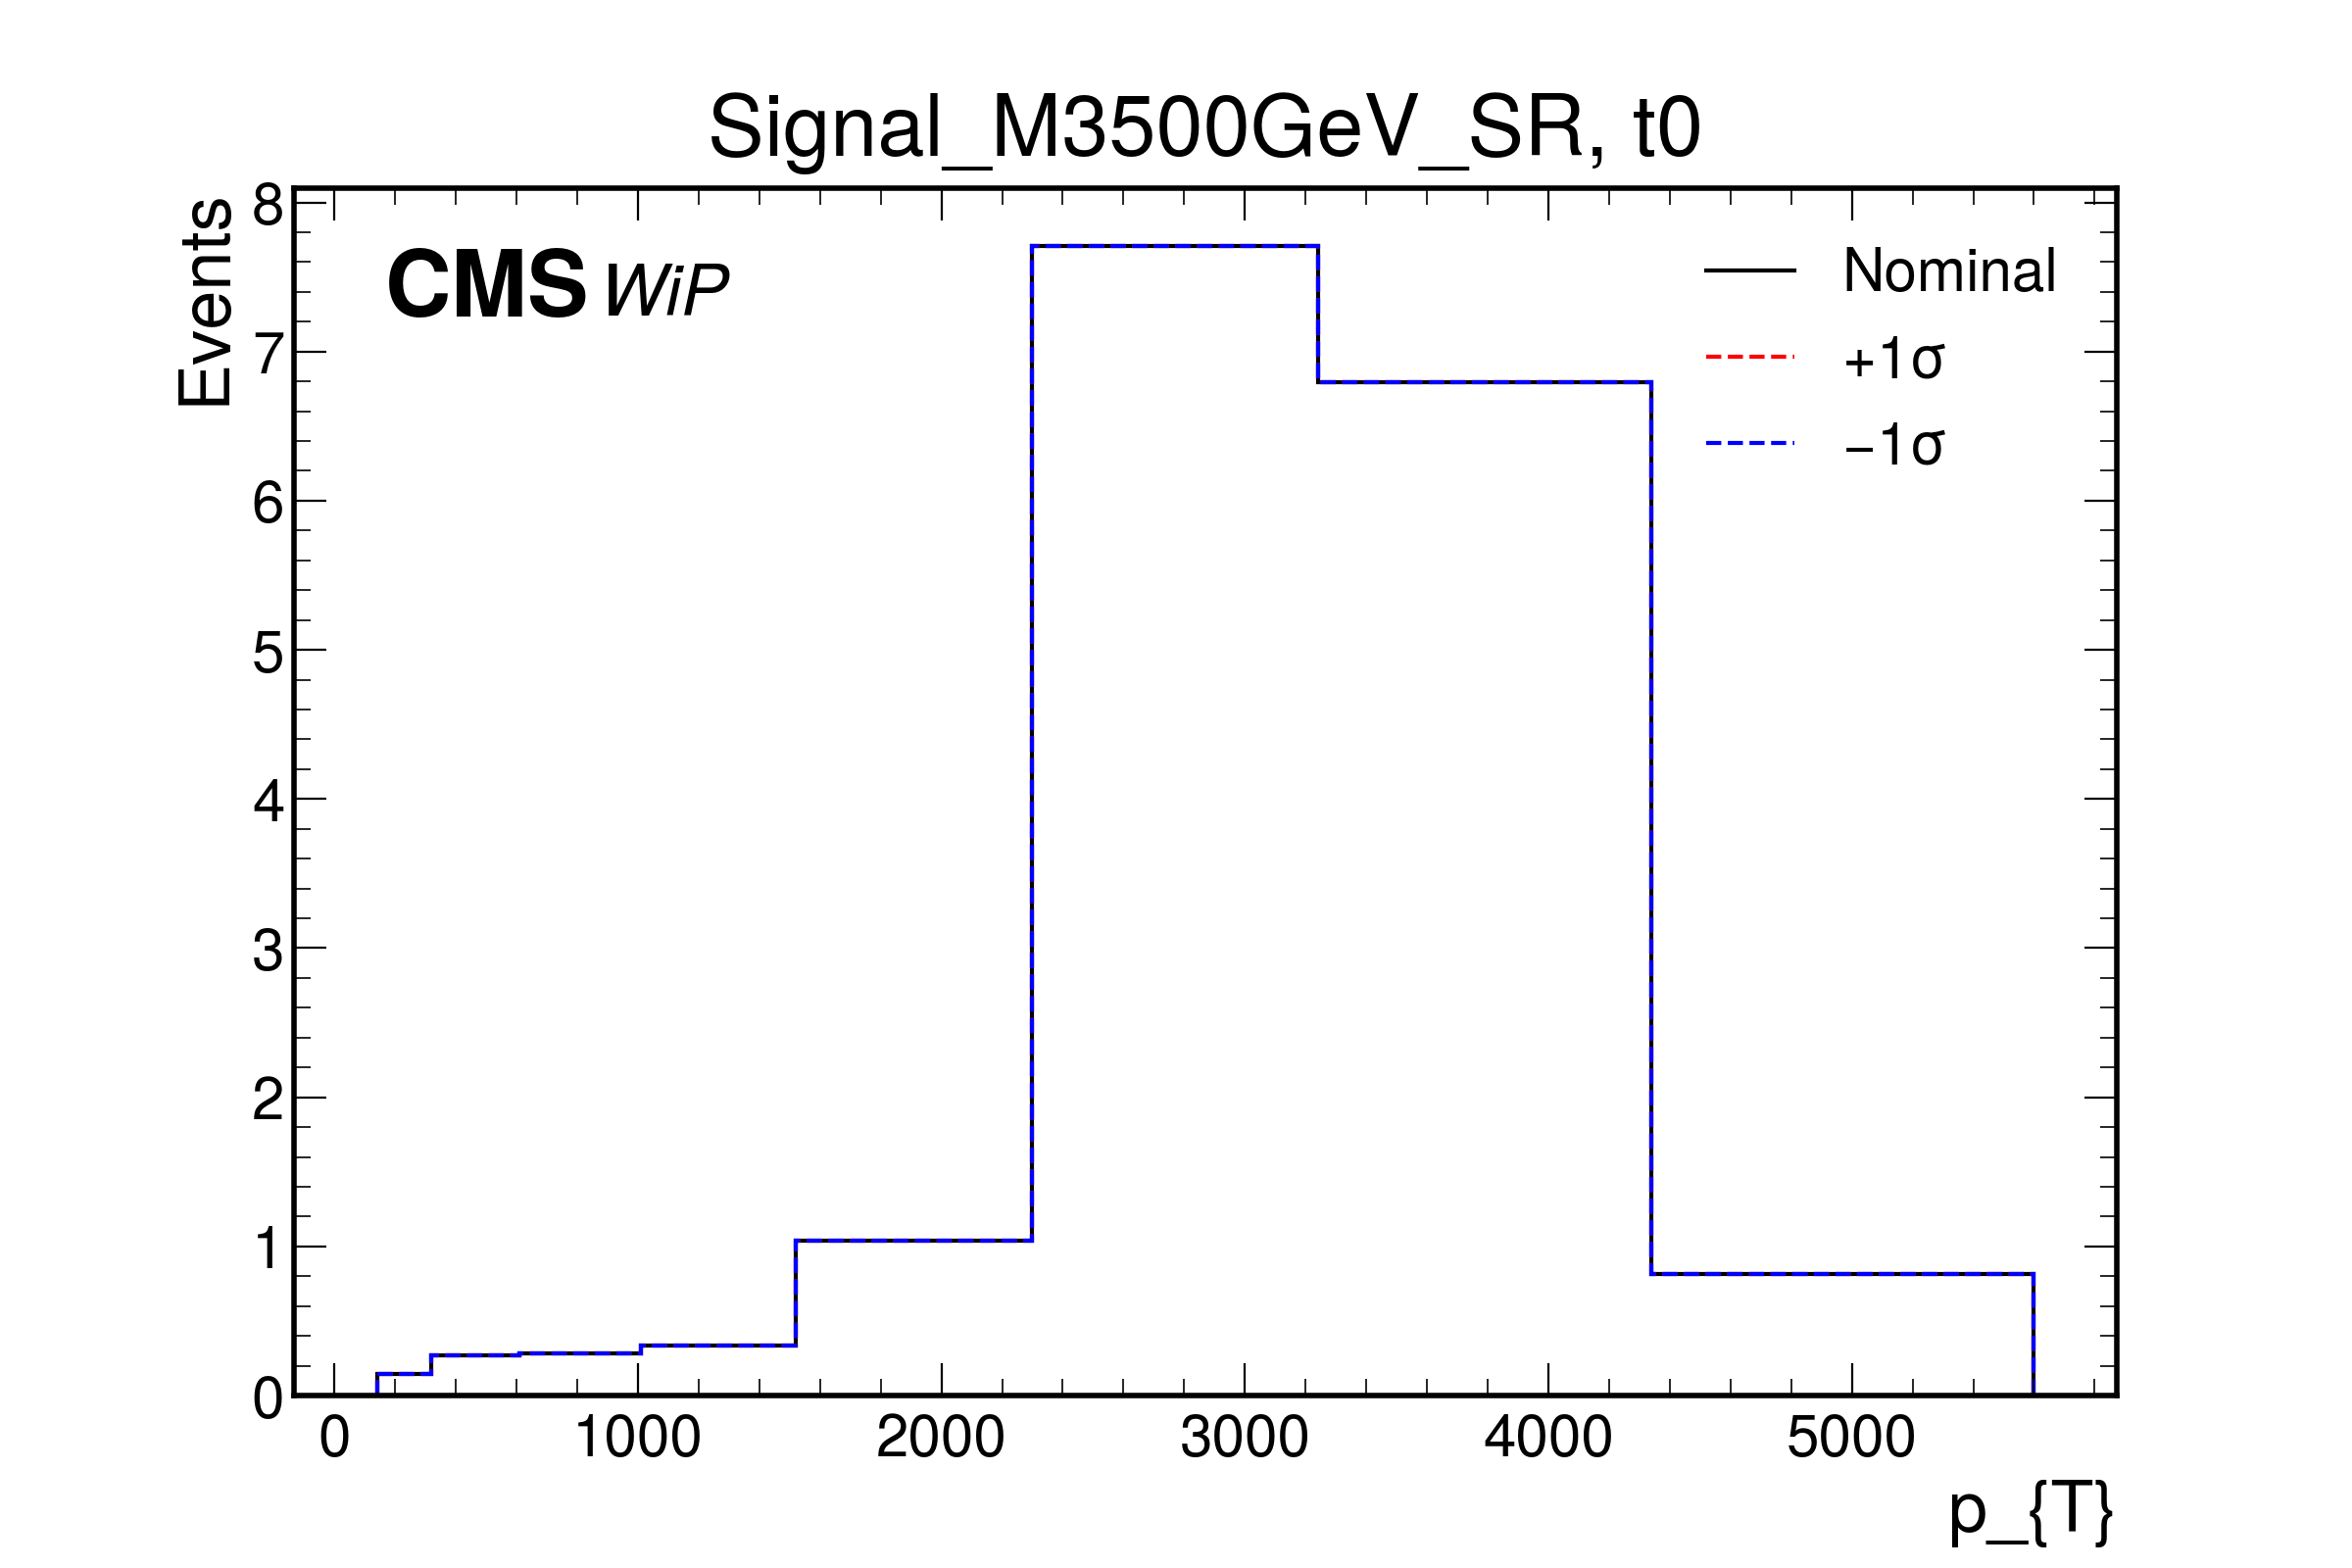 Signal_M3500GeV_SR, t0
Events
CMS WiP
Nominal
+1σ
−1σ
8
7
6
5
4
3
2
1
0
0 1000 2000 3000 4000 5000
p_{T}